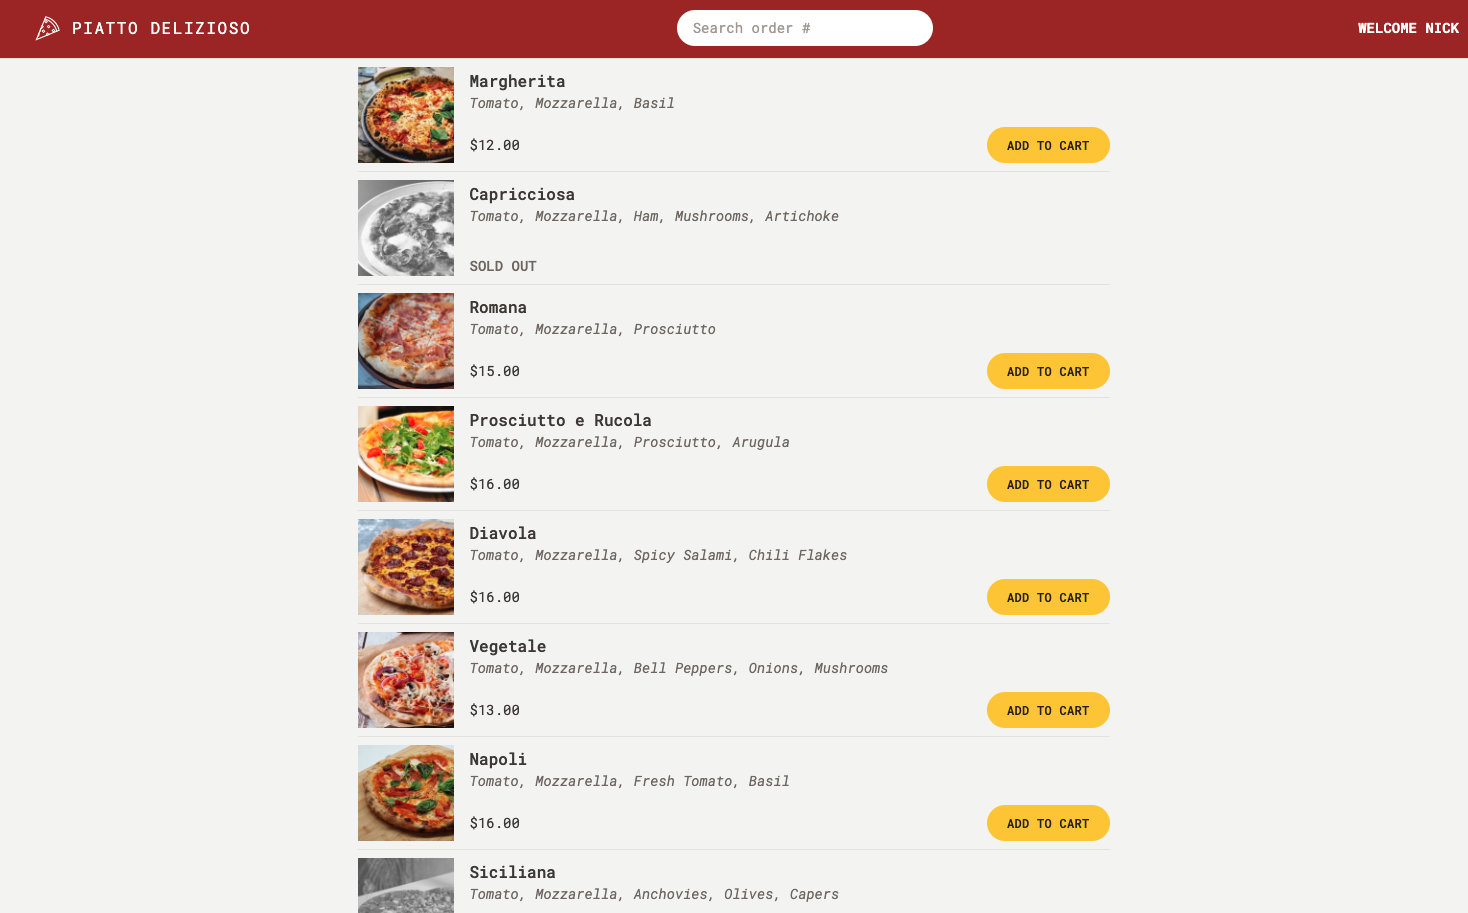 PIATTO DELIZIOSO
Search order #
WELCOME NICK
Margherita
Tomato, Mozzarella, Basil
$12.00
ADD TO CART
Capricciosa
Tomato, Mozzarella, Ham, Mushrooms, Artichoke
SOLD OUT
Romana
Tomato, Mozzarella, Prosciutto
$15.00
ADD TO CART
Prosciutto e Rucola
Tomato, Mozzarella, Prosciutto, Arugula
$16.00
ADD TO CART
Diavola
Tomato, Mozzarella, Spicy Salami, Chili Flakes
$16.00
ADD TO CART
Vegetale
Tomato, Mozzarella, Bell Peppers, Onions, Mushrooms
$13.00
ADD TO CART
Napoli
Tomato, Mozzarella, Fresh Tomato, Basil
$16.00
ADD TO CART
Siciliana
Tomato, Mozzarella, Anchovies, Olives, Capers